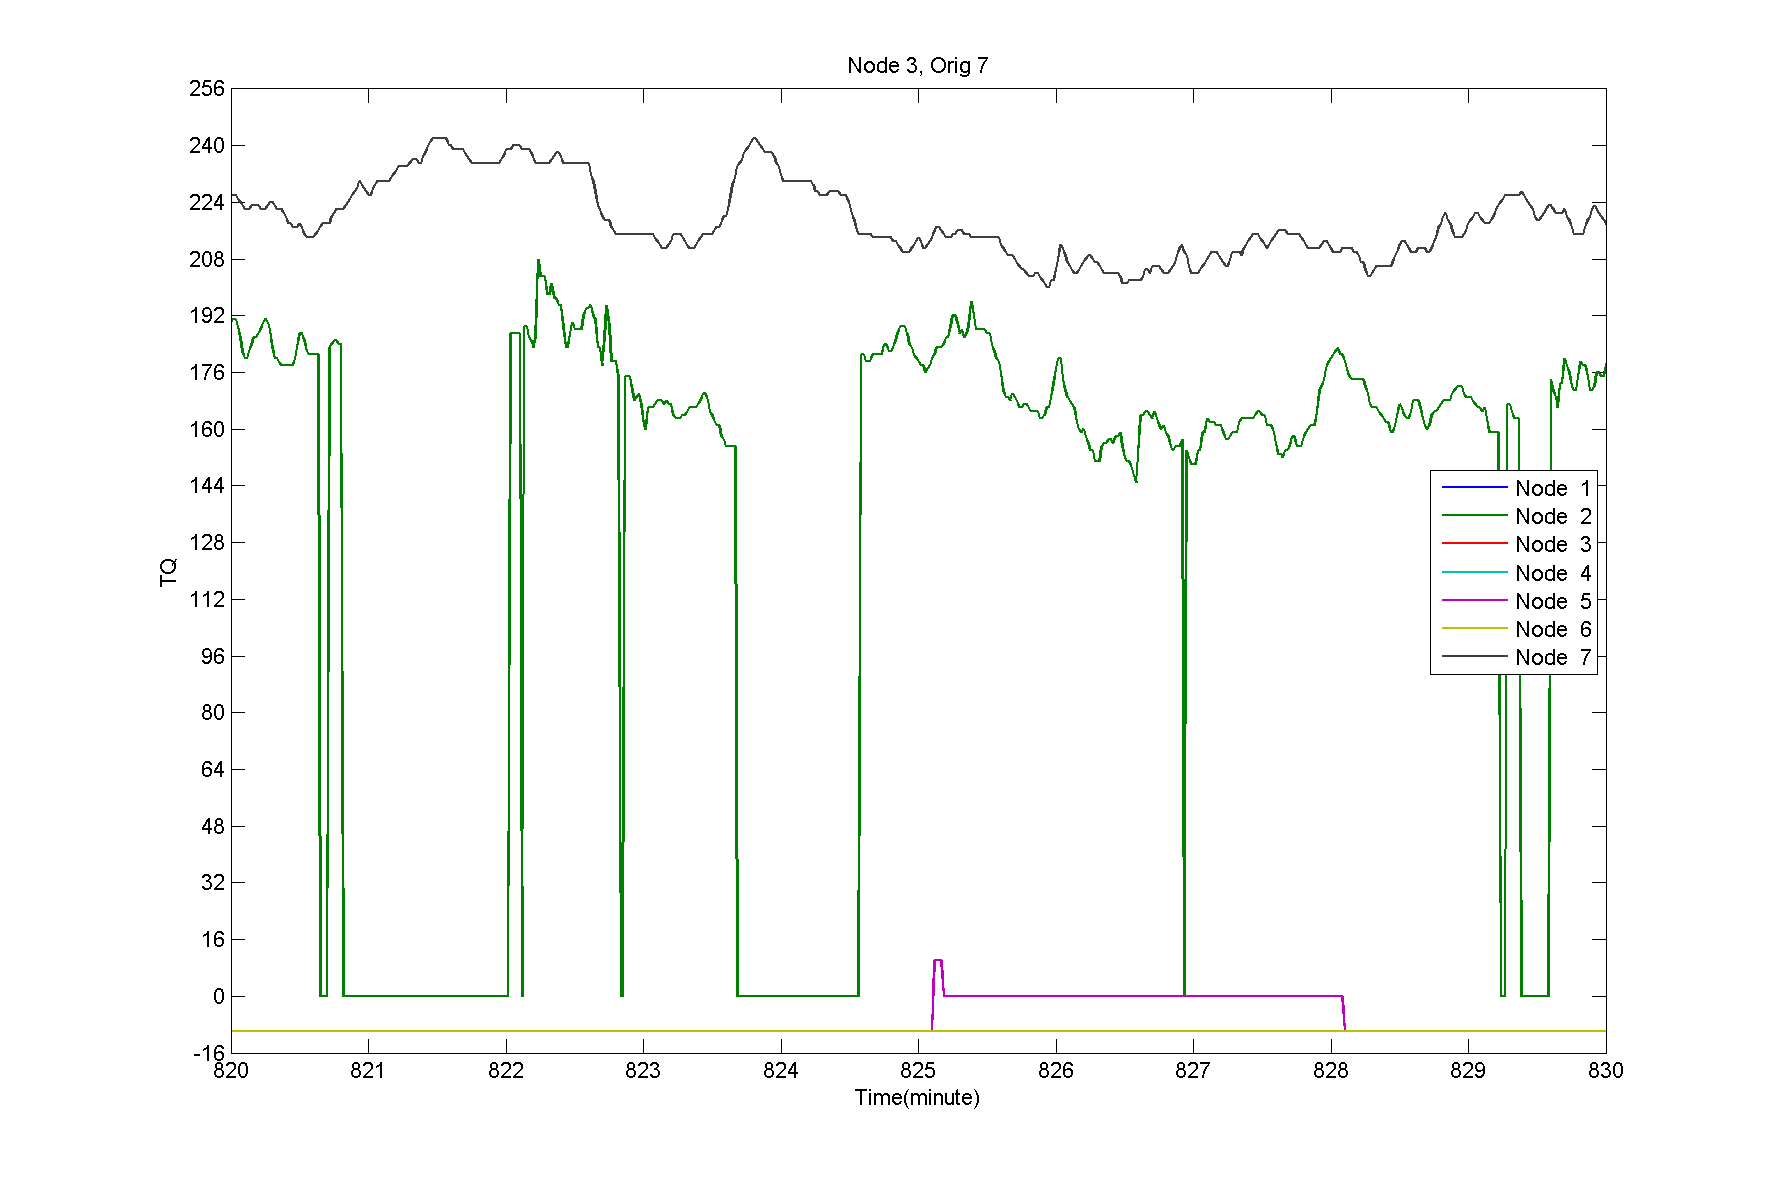 Node 3, Orig 7
256
240
224
208
192
176
160
144
128
112
96
80
64
48
32
16
0
-16
TQ
Node 1
Node 2
Node 3
Node 4
Node 5
Node 6
Node 7
820 821 822 823 824 825 826 827 828 829 830
Time(minute)